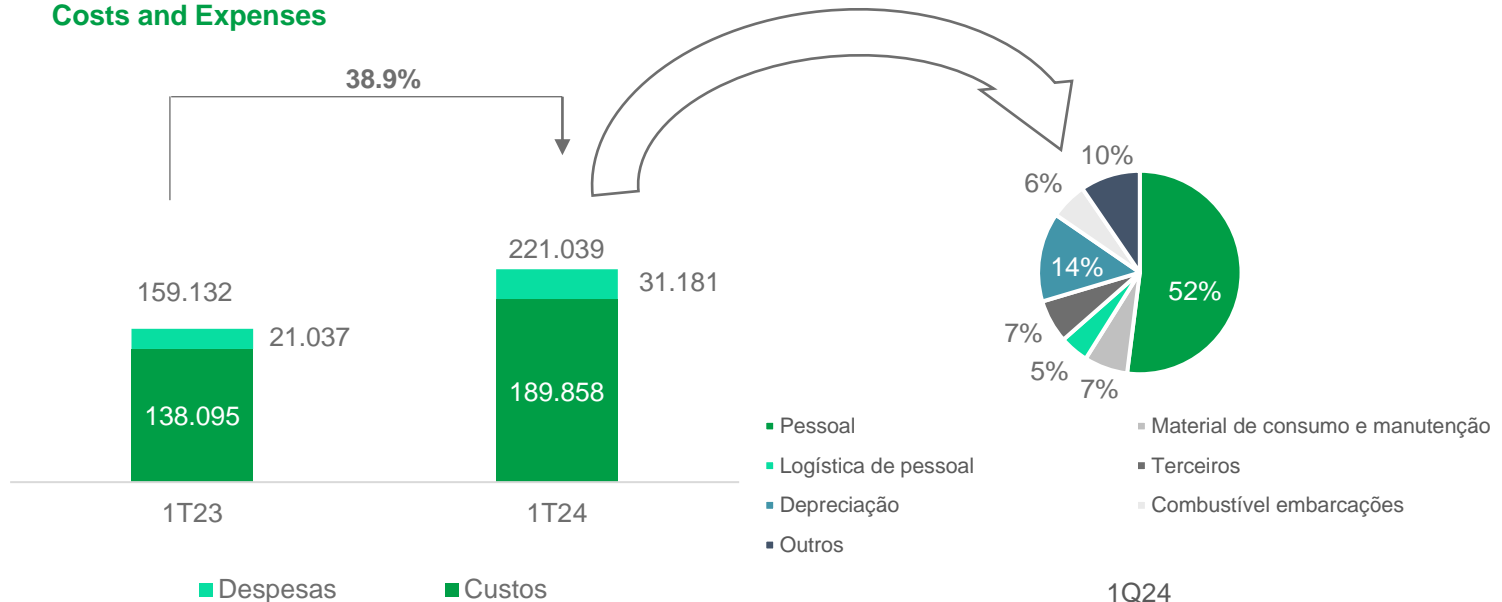 Costs and Expenses
38.9%
159.132
21.037
138.095
221.039
31.181
189.858
1T23
1T24
Despesas
Custos
10%
6%
14%
52%
7%
5%
7%
Pessoal
Material de consumo e manutenção
Logística de pessoal
Terceiros
Depreciação
Combustível embarcações
Outros
1Q24